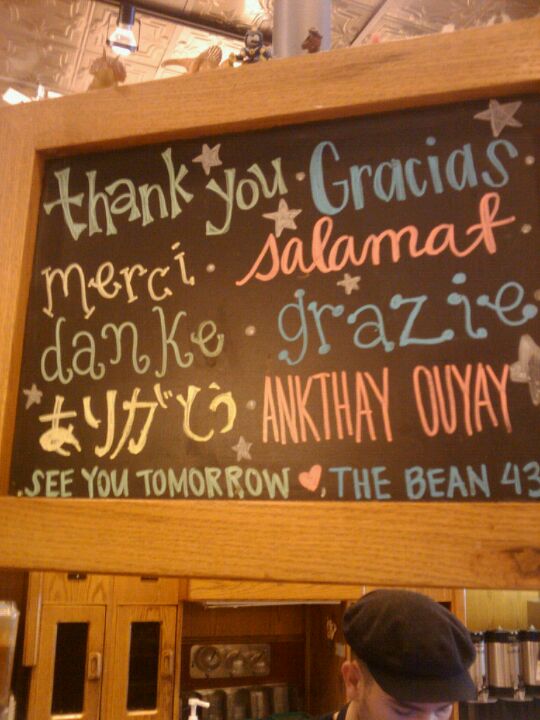 thank you · Gracias
merci · salamat
danke · grazie
ありがとう · ANKTHAY OUYAY
SEE YOU TOMORROW ♥, THE BEAN 43